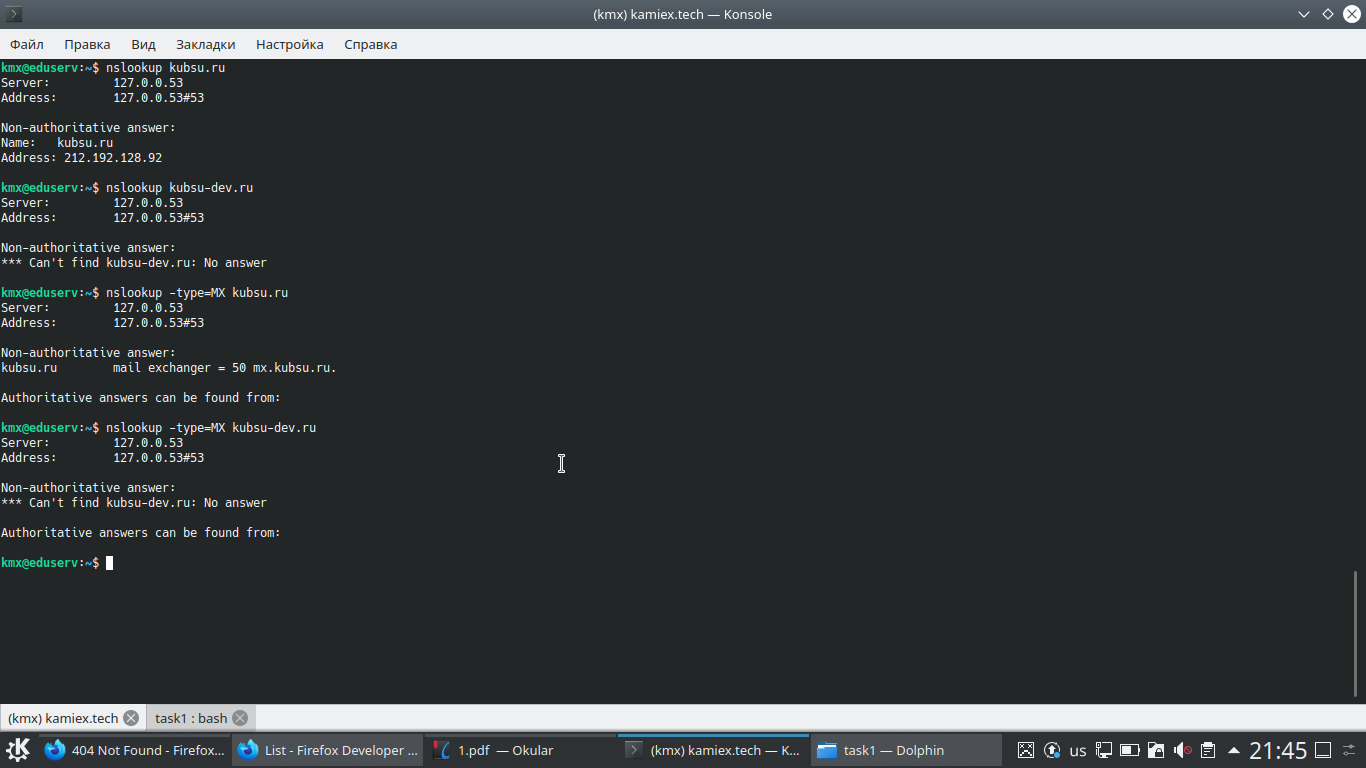 (kmx) kamiex.tech — Konsole
Файл Правка Вид Закладки Настройка Справка
kmx@eduserv:~$ nslookup kubsu.ru
Server:         127.0.0.53
Address:        127.0.0.53#53
Non-authoritative answer:
Name:   kubsu.ru
Address: 212.192.128.92
kmx@eduserv:~$ nslookup kubsu-dev.ru
Server:         127.0.0.53
Address:        127.0.0.53#53
Non-authoritative answer:
*** Can't find kubsu-dev.ru: No answer
kmx@eduserv:~$ nslookup -type=MX kubsu.ru
Server:         127.0.0.53
Address:        127.0.0.53#53
Non-authoritative answer:
kubsu.ru        mail exchanger = 50 mx.kubsu.ru.
Authoritative answers can be found from:
kmx@eduserv:~$ nslookup -type=MX kubsu-dev.ru
Server:         127.0.0.53
Address:        127.0.0.53#53
Non-authoritative answer:
*** Can't find kubsu-dev.ru: No answer
Authoritative answers can be found from:
kmx@eduserv:~$
(kmx) kamiex.tech task1 : bash
404 Not Found - Firefox... List - Firefox Developer ... 1.pdf — Okular (kmx) kamiex.tech — K... task1 — Dolphin us 21:45